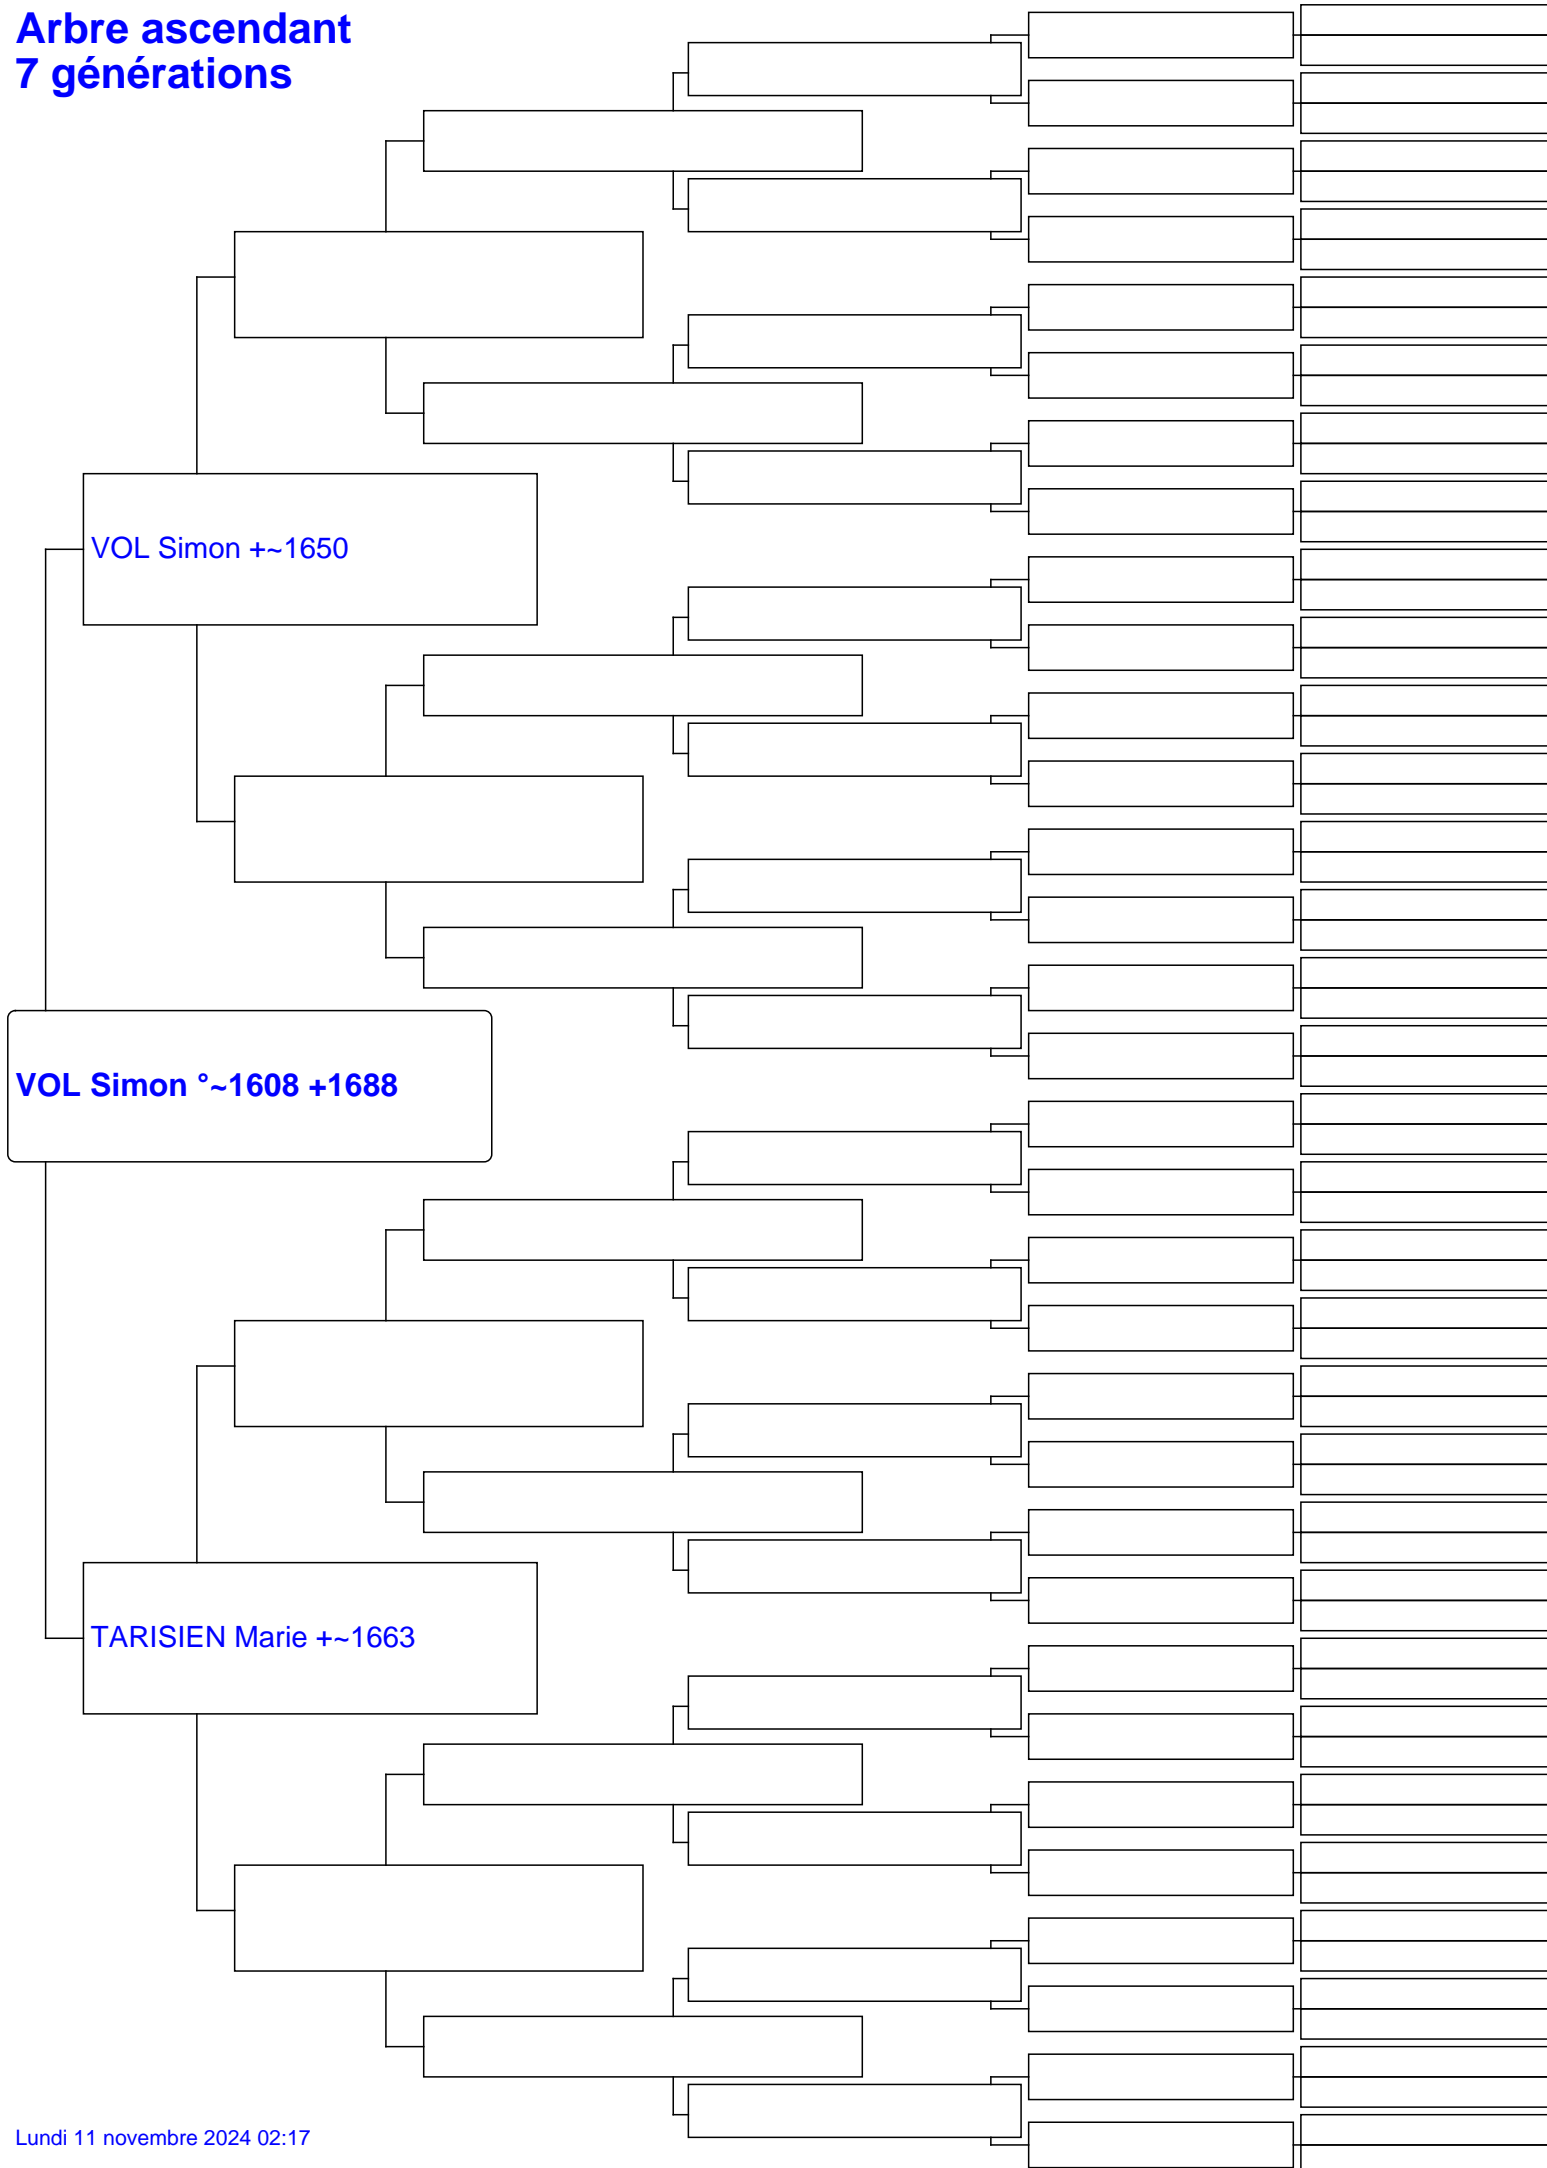 Arbre ascendant
7 générations
VOL Simon +~1650
VOL Simon °~1608 +1688
TARISIEN Marie +~1663
Lundi 11 novembre 2024 02:17